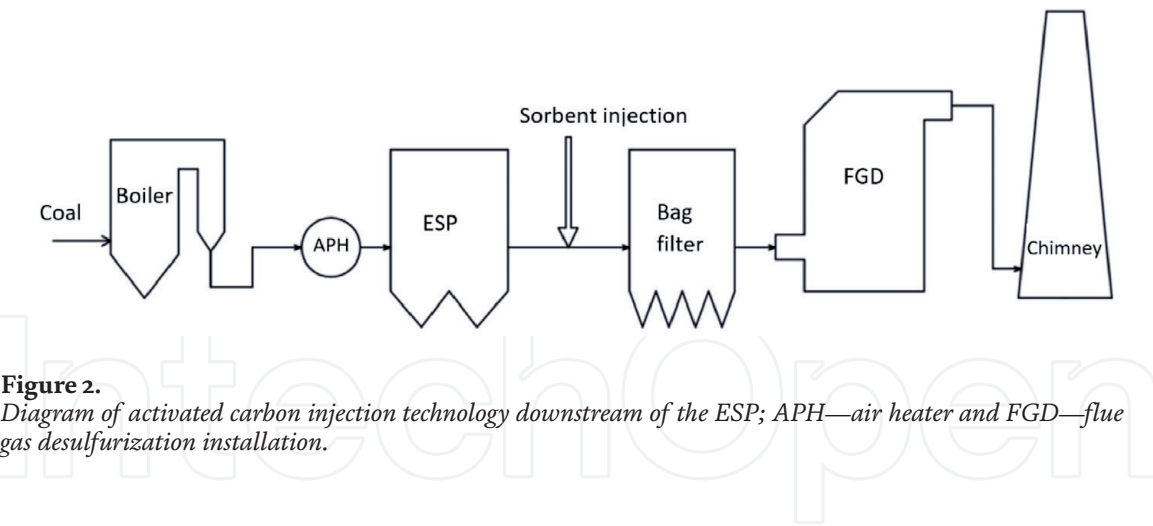 Sorbent injection
Coal
Boiler
APH
ESP
Bag
filter
FGD
Chimney
Figure 2.
Diagram of activated carbon injection technology downstream of the ESP; APH—air heater and FGD—flue
gas desulfurization installation.
IntechOpen